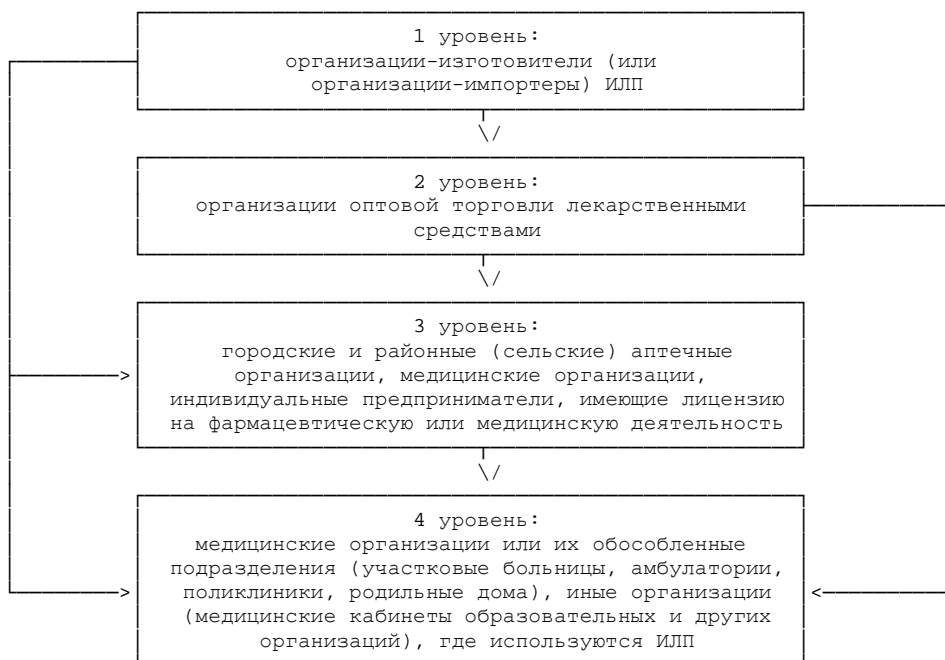 1 уровень:
организации-изготовители (или
организации-импортеры) ИЛП
2 уровень:
организации оптовой торговли лекарственными
средствами
3 уровень:
городские и районные (сельские) аптечные
организации, медицинские организации,
индивидуальные предприниматели, имеющие лицензию
на фармацевтическую или медицинскую деятельность
4 уровень:
медицинские организации или их обособленные
подразделения (участковые больницы, амбулатории,
поликлиники, родильные дома), иные организации
(медицинские кабинеты образовательных и других
организаций), где используются ИЛП